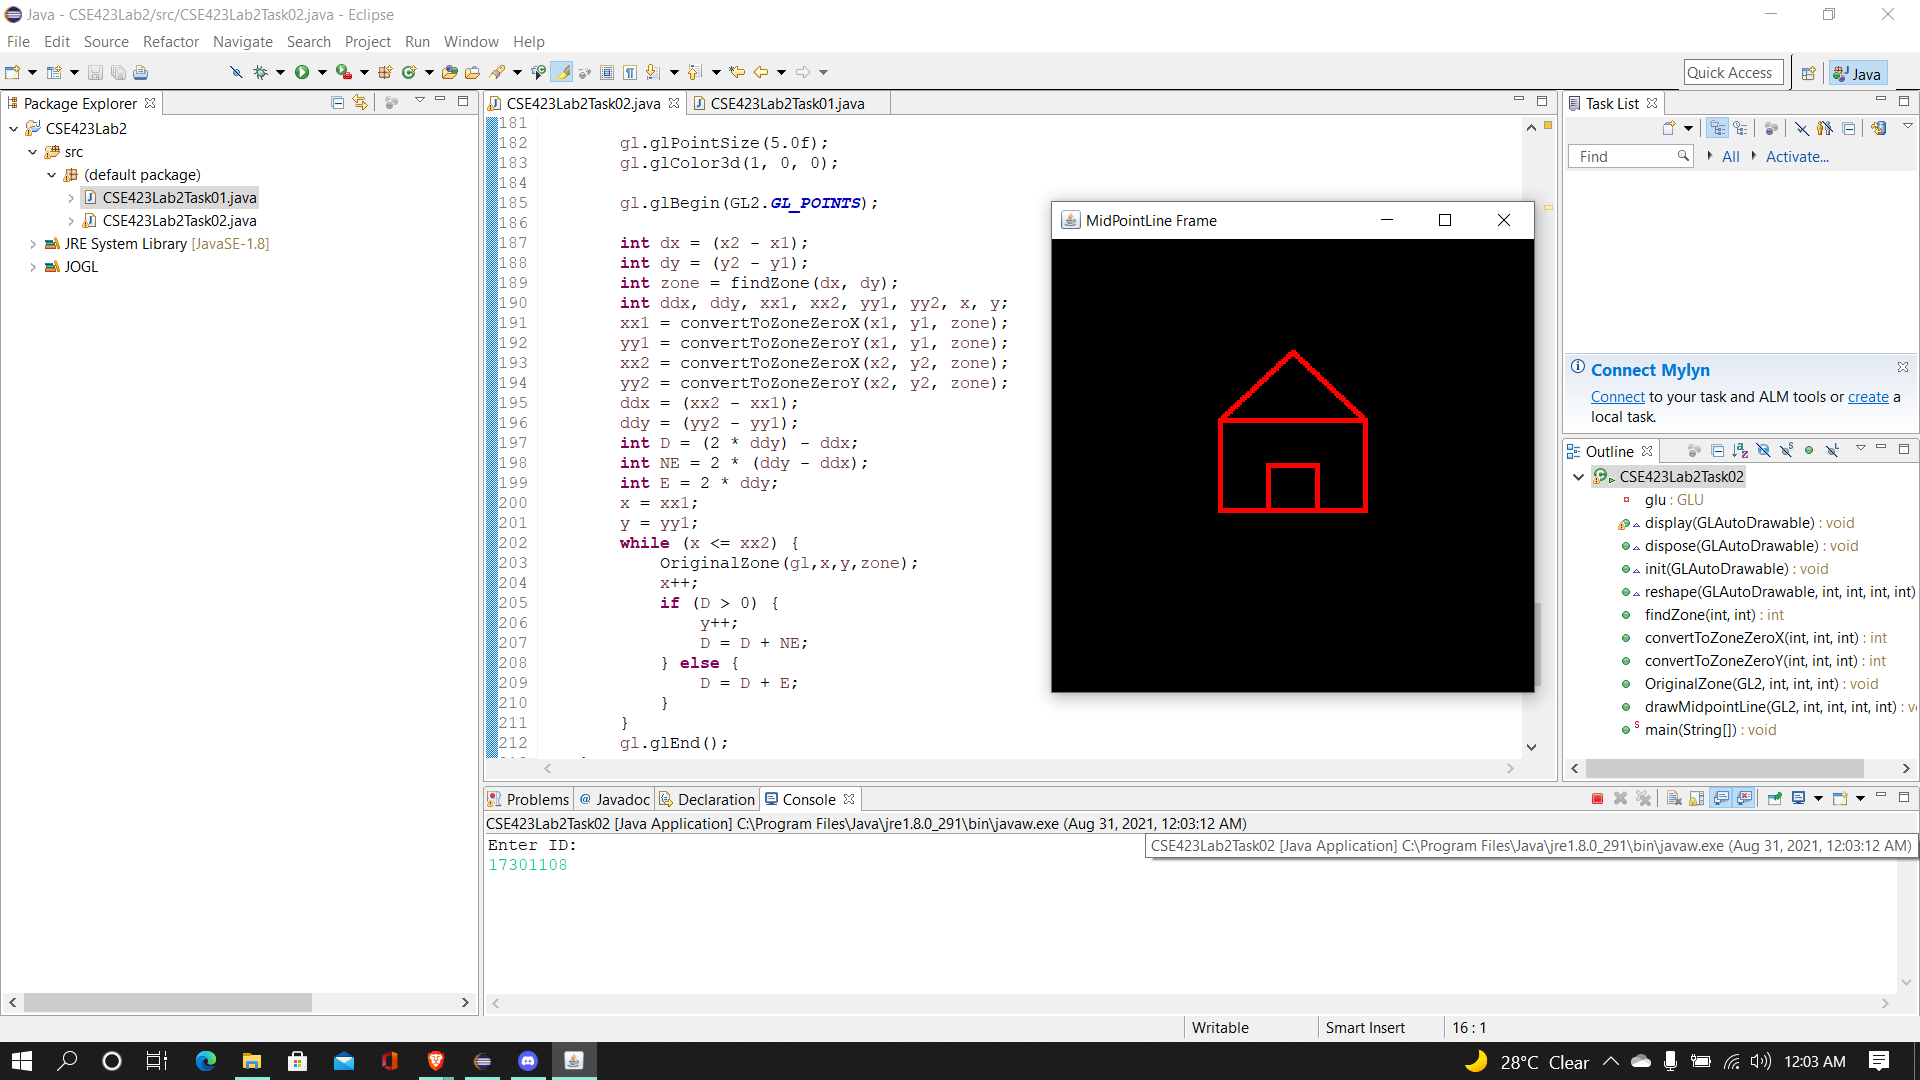 Java - CSE423Lab2/src/CSE423Lab2Task02.java - Eclipse
File Edit Source Refactor Navigate Search Project Run Window Help
Quick Access
Java
Package Explorer
CSE423Lab2
src
(default package)
CSE423Lab2Task01.java
CSE423Lab2Task02.java
JRE System Library [JavaSE-1.8]
JOGL
CSE423Lab2Task02.java
CSE423Lab2Task01.java
181
182 gl.glPointSize(5.0f);
183 gl.glColor3d(1, 0, 0);
184
185 gl.glBegin(GL2.GL_POINTS);
186
187 int dx = (x2 - x1);
188 int dy = (y2 - y1);
189 int zone = findZone(dx, dy);
190 int ddx, ddy, xx1, xx2, yy1, yy2, x, y;
191 xx1 = convertToZoneZeroX(x1, y1, zone);
192 yy1 = convertToZoneZeroY(x1, y1, zone);
193 xx2 = convertToZoneZeroX(x2, y2, zone);
194 yy2 = convertToZoneZeroY(x2, y2, zone);
195 ddx = (xx2 - xx1);
196 ddy = (yy2 - yy1);
197 int D = (2 * ddy) - ddx;
198 int NE = 2 * (ddy - ddx);
199 int E = 2 * ddy;
200 x = xx1;
201 y = yy1;
202 while (x <= xx2) {
203 OriginalZone(gl,x,y,zone);
204 x++;
205 if (D > 0) {
206 y++;
207 D = D + NE;
208 } else {
209 D = D + E;
210 }
211 }
212 gl.glEnd();
MidPointLine Frame
Task List
Find
All
Activate...
Connect Mylyn
Connect to your task and ALM tools or create a
local task.
Outline
CSE423Lab2Task02
glu : GLU
display(GLAutoDrawable) : void
dispose(GLAutoDrawable) : void
init(GLAutoDrawable) : void
reshape(GLAutoDrawable, int, int, int, int)
findZone(int, int) : int
convertToZoneZeroX(int, int, int) : int
convertToZoneZeroY(int, int, int) : int
OriginalZone(GL2, int, int, int) : void
drawMidpointLine(GL2, int, int, int, int) : v
main(String[]) : void
Problems
Javadoc
Declaration
Console
CSE423Lab2Task02 [Java Application] C:\Program Files\Java\jre1.8.0_291\bin\javaw.exe (Aug 31, 2021, 12:03:12 AM)
CSE423Lab2Task02 [Java Application] C:\Program Files\Java\jre1.8.0_291\bin\javaw.exe (Aug 31, 2021, 12:03:12 AM)
Enter ID:
17301108
Writable
Smart Insert
16 : 1
28°C Clear
12:03 AM